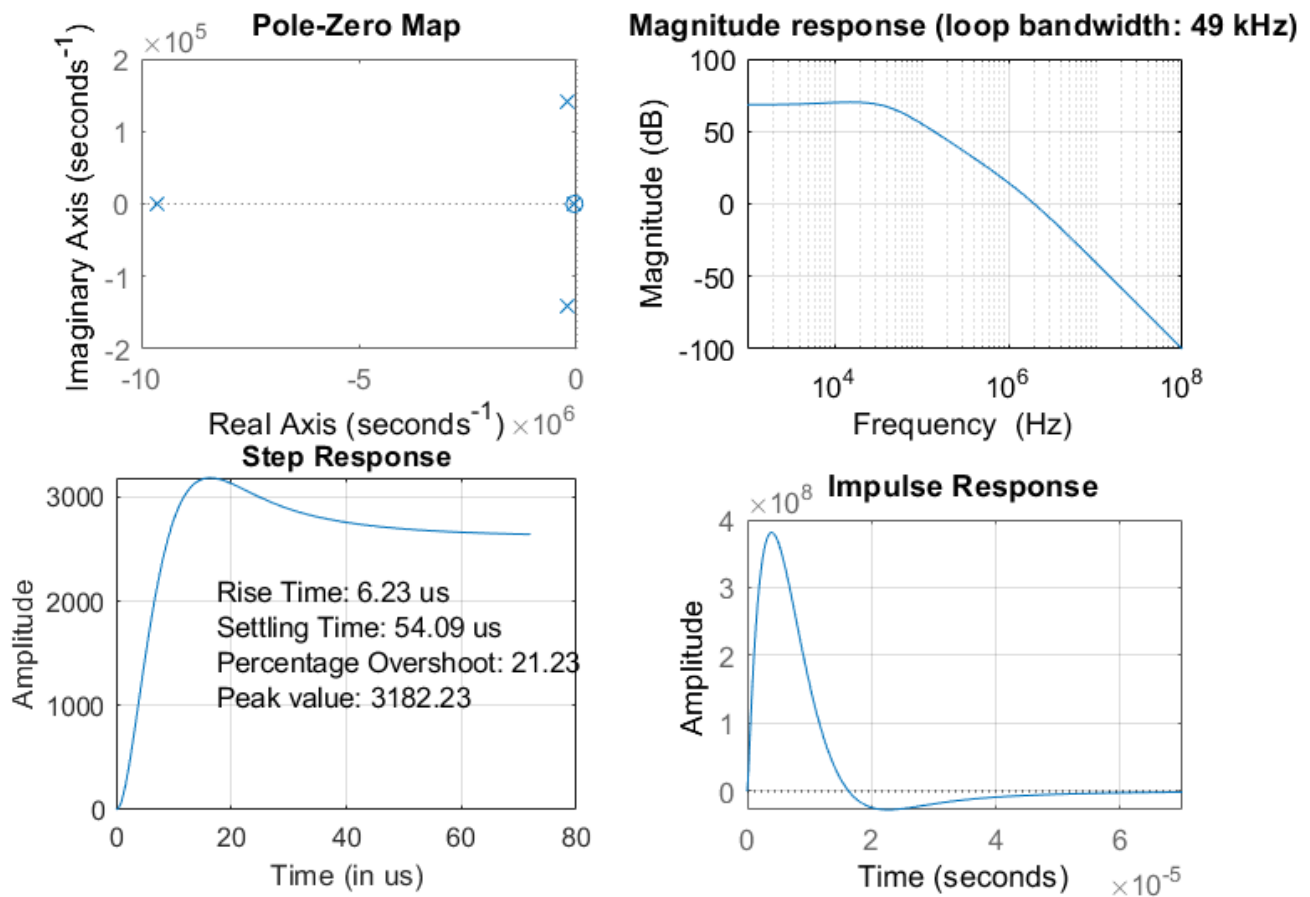 Pole-Zero Map
×10^5
2
1
0
-1
-2
Imaginary Axis (seconds^-1)
-10
-5
0
Real Axis (seconds^-1)
×10^6
Magnitude response (loop bandwidth: 49 kHz)
100
50
0
-50
-100
Magnitude (dB)
10^4
10^6
10^8
Frequency (Hz)
Step Response
3000
2000
1000
0
Amplitude
Rise Time: 6.23 us
Settling Time: 54.09 us
Percentage Overshoot: 21.23
Peak value: 3182.23
0
20
40
60
80
Time (in us)
Impulse Response
×10^8
4
3
2
1
0
Amplitude
0
2
4
6
Time (seconds)
×10^-5